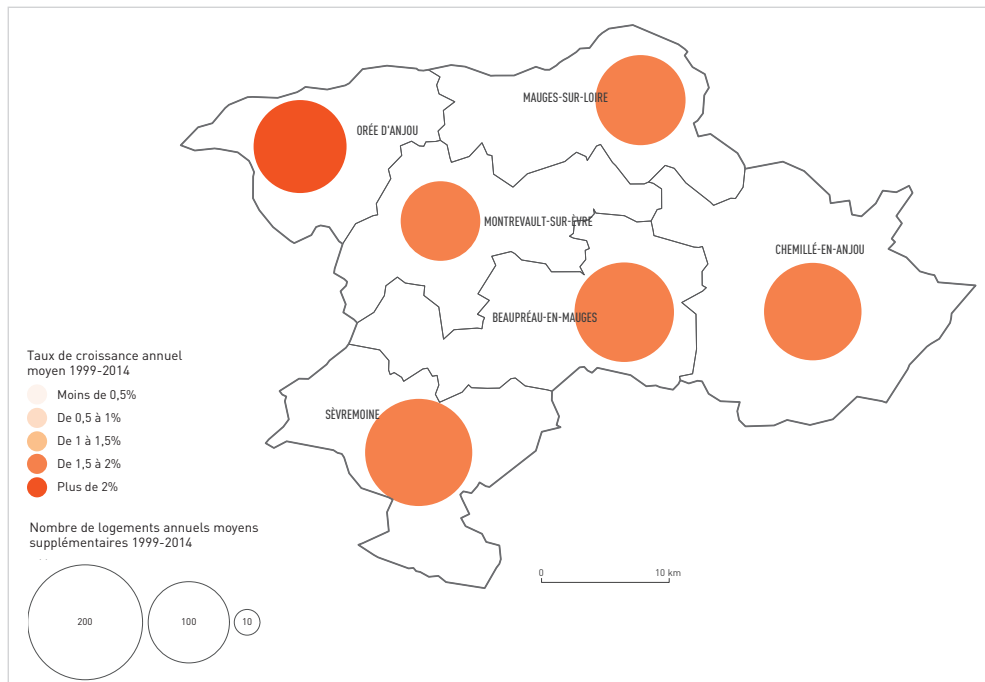 MAUGES-SUR-LOIRE
ORÉE D'ANJOU
MONTREVAULT-SUR-ÈVRE
CHEMILLÉ-EN-ANJOU
BEAUPRÉAU-EN-MAUGES
SÈVREMOINE
Taux de croissance annuel
moyen 1999-2014
Moins de 0,5%
De 0,5 à 1%
De 1 à 1,5%
De 1,5 à 2%
Plus de 2%
Nombre de logements annuels moyens
supplémentaires 1999-2014
200
100
10
0
10 km